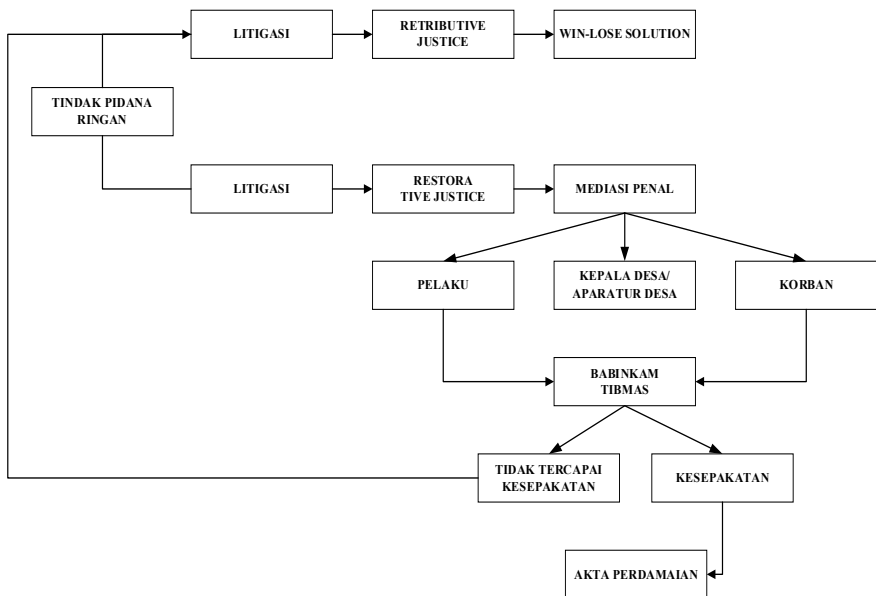 LITIGASI
RETRIBUTIVE
JUSTICE
WIN-LOSE SOLUTION
TINDAK PIDANA
RINGAN
LITIGASI
RESTORA
TIVE JUSTICE
MEDIASI PENAL
PELAKU
KEPALA DESA/
APARATUR DESA
KORBAN
BABINKAM
TIBMAS
TIDAK TERCAPAI
KESEPAKATAN
KESEPAKATAN
AKTA PERDAMAIAN